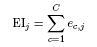 EI_j = \sum_{c=1}^{C} e_{c,j}